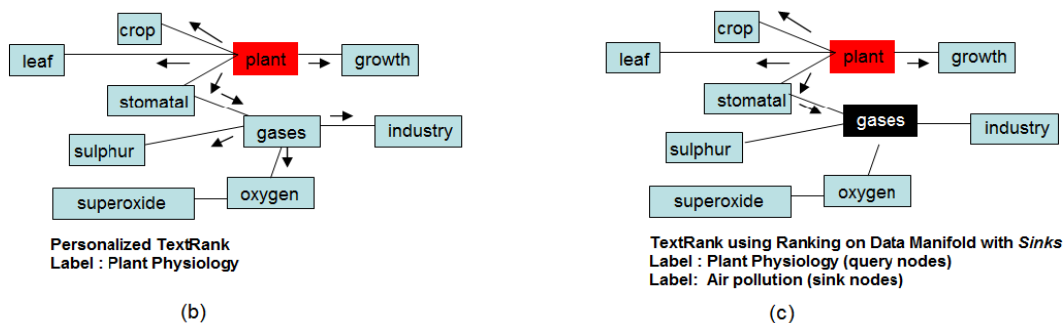 crop
leaf
plant
growth
stomatal
gases
industry
sulphur
superoxide
oxygen
Personalized TextRank
Label : Plant Physiology
(b)
crop
leaf
plant
growth
stomatal
gases
industry
sulphur
superoxide
oxygen
TextRank using Ranking on Data Manifold with Sinks
Label : Plant Physiology (query nodes)
Label: Air pollution (sink nodes)
(c)